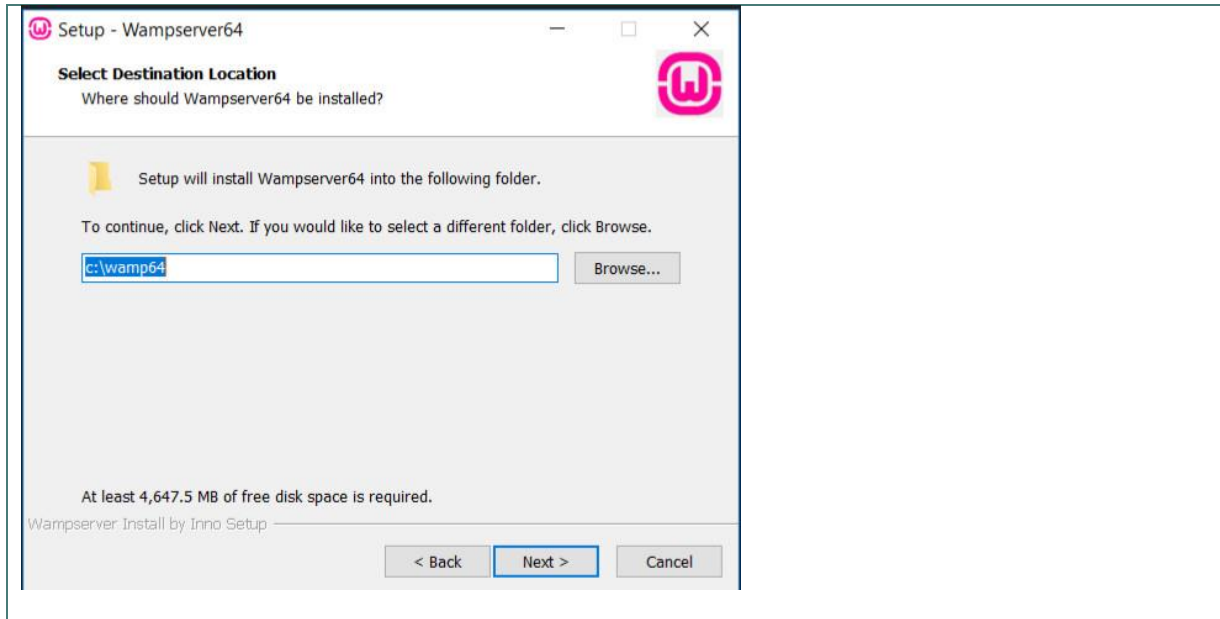 Setup - Wampserver64
Select Destination Location
Where should Wampserver64 be installed?
Setup will install Wampserver64 into the following folder.
To continue, click Next. If you would like to select a different folder, click Browse.
c:\wamp64
Browse...
At least 4,647.5 MB of free disk space is required.
Wampserver Install by Inno Setup
< Back Next > Cancel